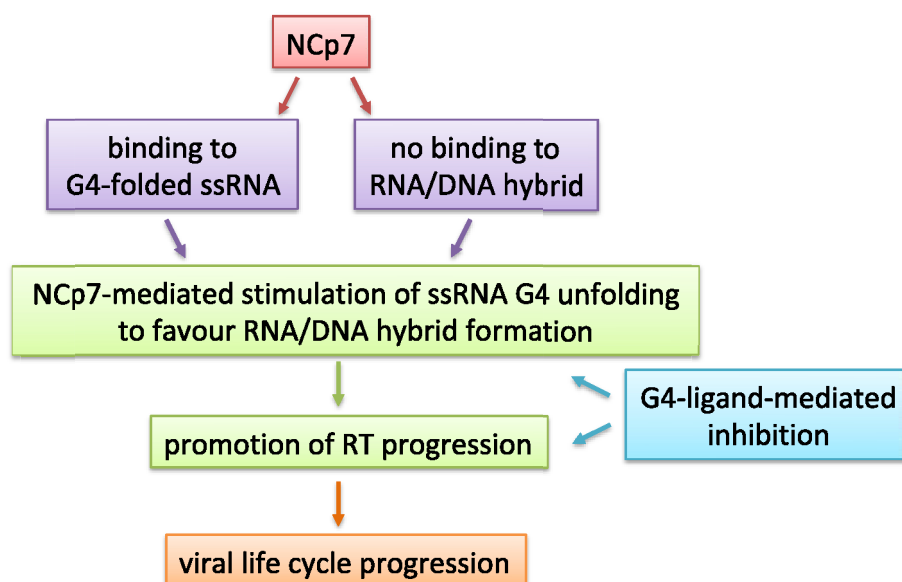 NCp7
binding to
G4-folded ssRNA
no binding to
RNA/DNA hybrid
NCp7-mediated stimulation of ssRNA G4 unfolding
to favour RNA/DNA hybrid formation
G4-ligand-mediated
inhibition
promotion of RT progression
viral life cycle progression